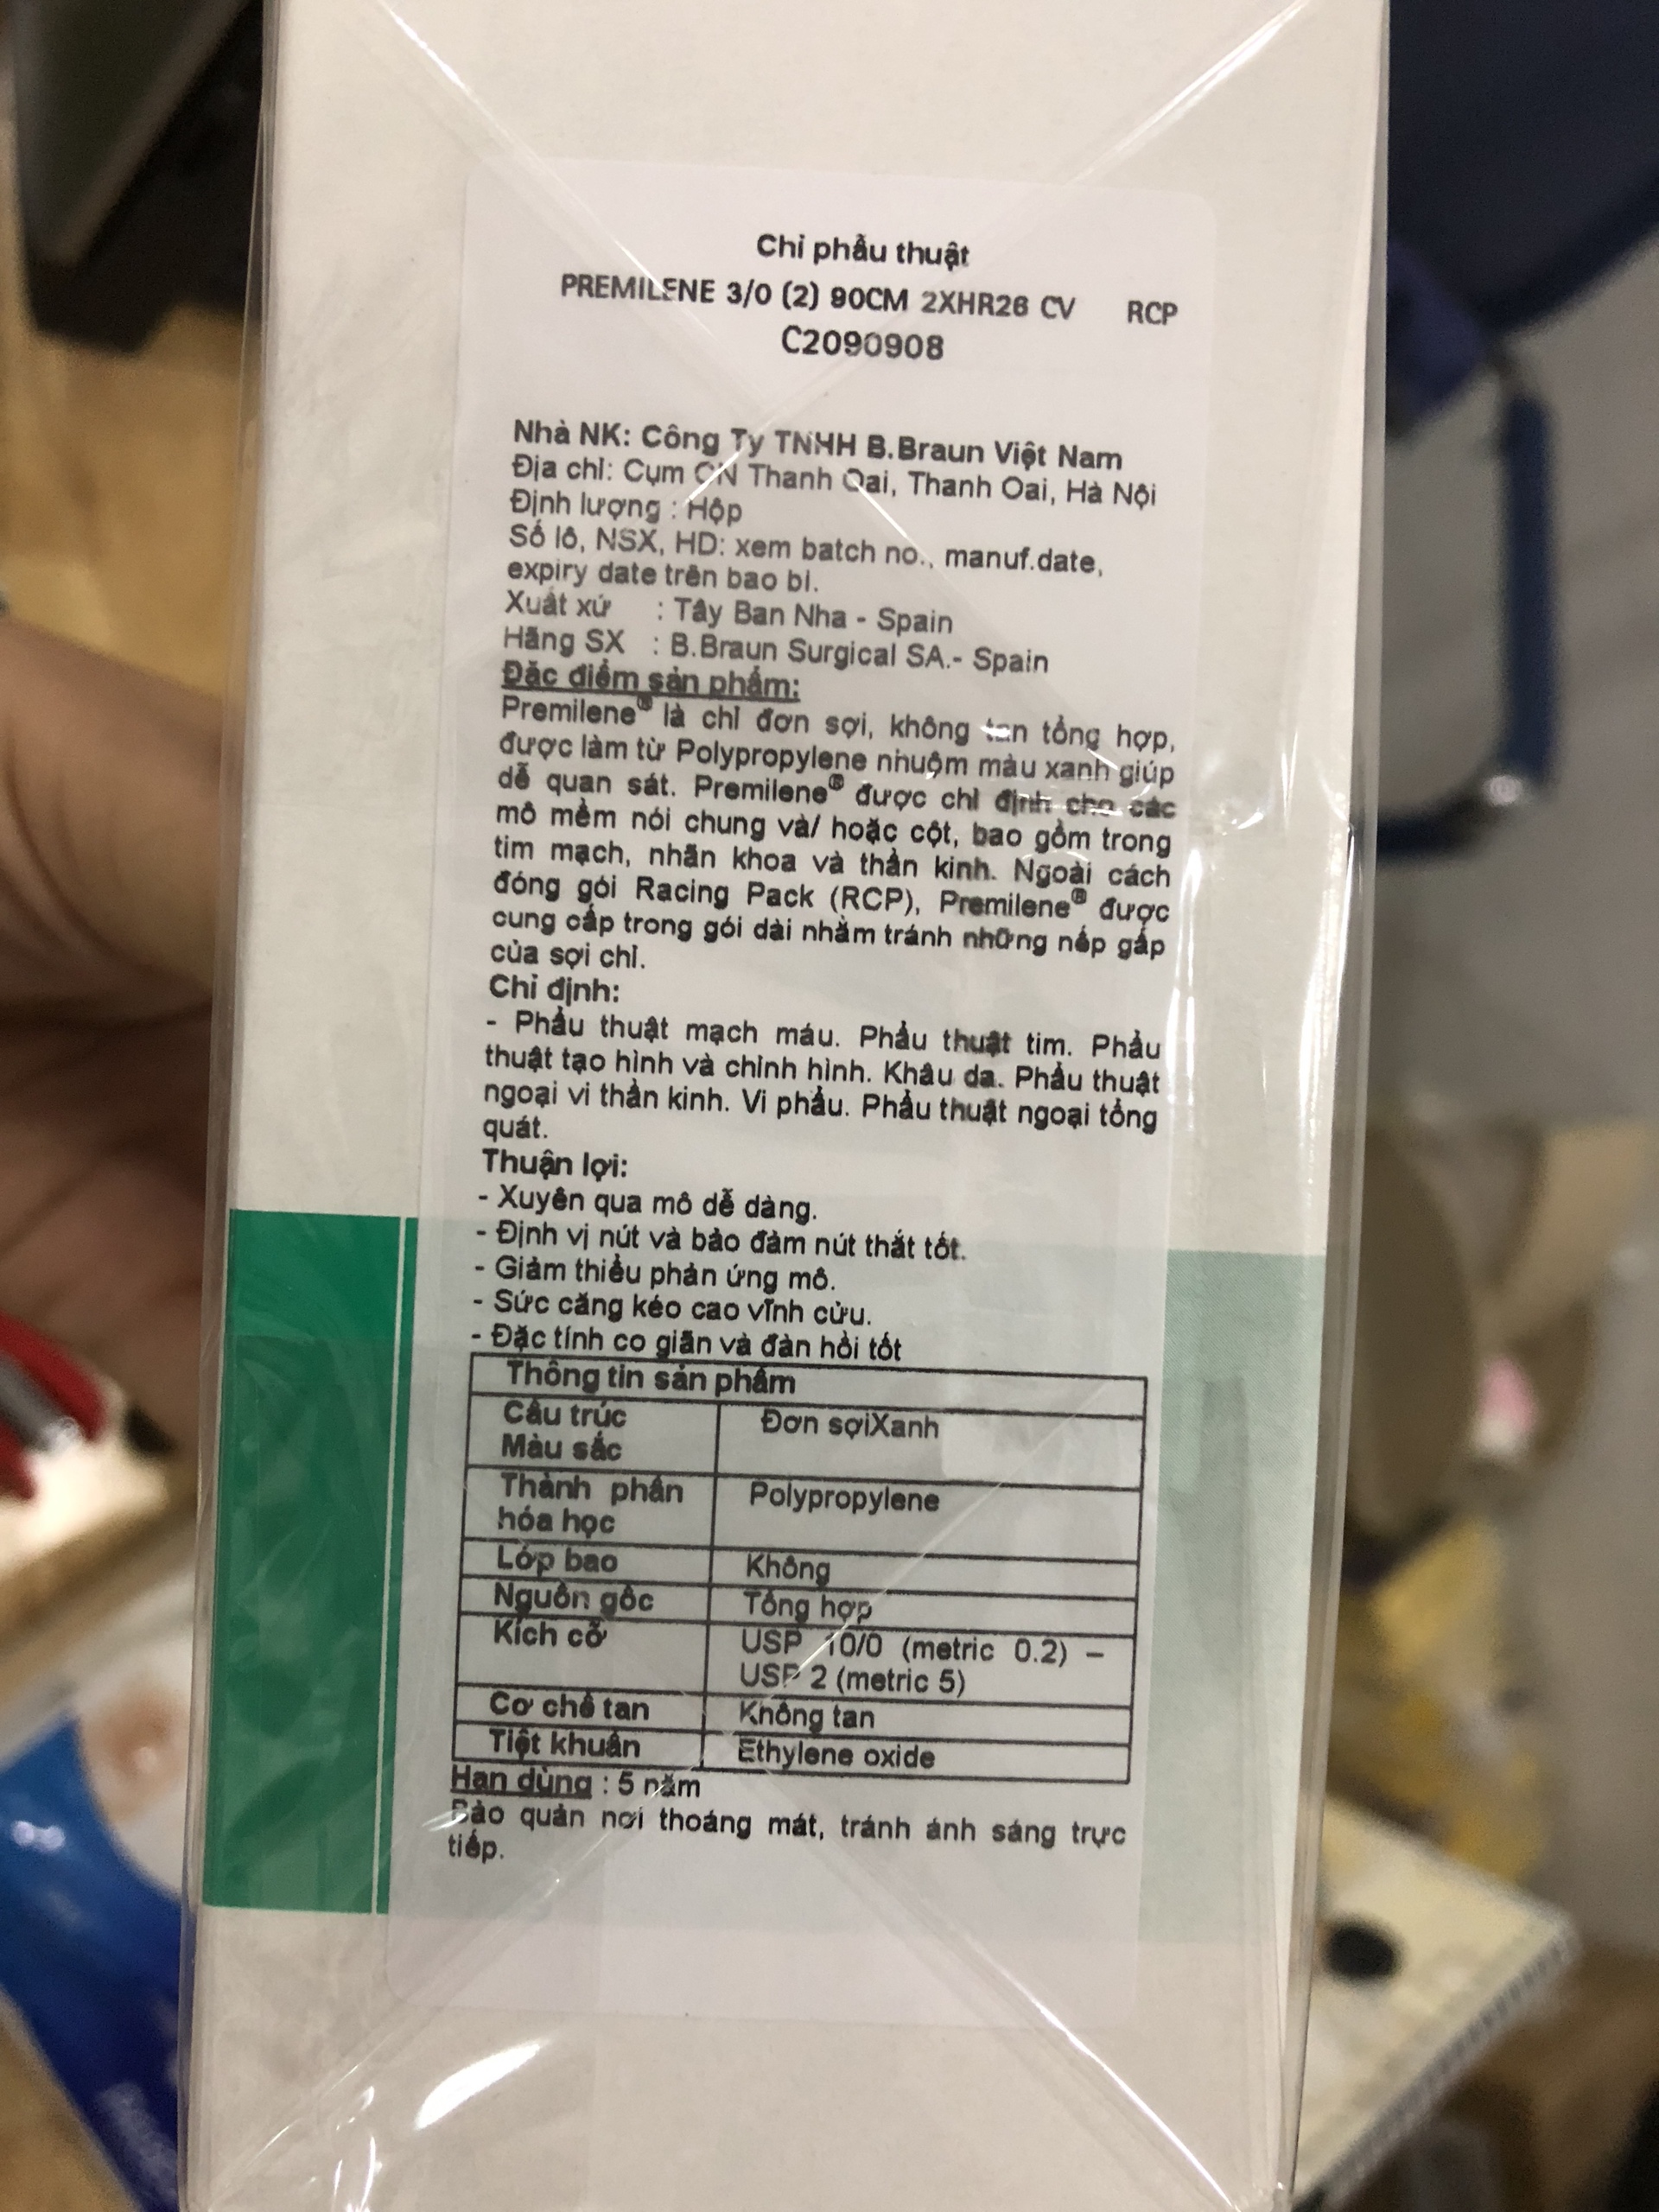 Chỉ phẫu thuật
PREMILENE 3/0 (2) 90CM 2XHR26 CV RCP
C2090908
Nhà NK: Công Ty TNHH B.Braun Việt Nam
Địa chỉ: Cụm CN Thanh Oai, Thanh Oai, Hà Nội
Định lượng : Hộp
Số lô, NSX, HD: xem batch no., manuf.date,
expiry date trên bao bì.
Xuất xứ : Tây Ban Nha - Spain
Hãng SX : B.Braun Surgical SA.- Spain
Đặc điểm sản phẩm:
Premilene® là chỉ đơn sợi, không tan tổng hợp,
được làm từ Polypropylene nhuộm màu xanh giúp
dễ quan sát. Premilene® được chỉ định cho các
mô mềm nói chung và/ hoặc cột, bao gồm trong
tim mạch, nhãn khoa và thần kinh. Ngoài cách
đóng gói Racing Pack (RCP), Premilene® được
cung cấp trong gói dài nhằm tránh những nếp gấp
của sợi chỉ.
Chỉ định:
- Phẫu thuật mạch máu. Phẫu thuật tim. Phẫu
thuật tạo hình và chỉnh hình. Khâu da. Phẫu thuật
ngoại vi thần kinh. Vi phẫu. Phẫu thuật ngoại tổng
quát.
Thuận lợi:
- Xuyên qua mô dễ dàng.
- Định vị nút và bảo đảm nút thắt tốt.
- Giảm thiểu phản ứng mô.
- Sức căng kéo cao vĩnh cửu.
- Đặc tính co giãn và đàn hồi tốt
Thông tin sản phẩm
Cấu trúc Đơn sợiXanh
Màu sắc
Thành phần Polypropylene
hóa học
Lớp bao Không
Nguồn gốc Tổng hợp
Kích cỡ USP 10/0 (metric 0.2) –
USP 2 (metric 5)
Cơ chế tan Không tan
Tiệt khuẩn Ethylene oxide
Hạn dùng : 5 năm
Bảo quản nơi thoáng mát, tránh ánh sáng trực
tiếp.